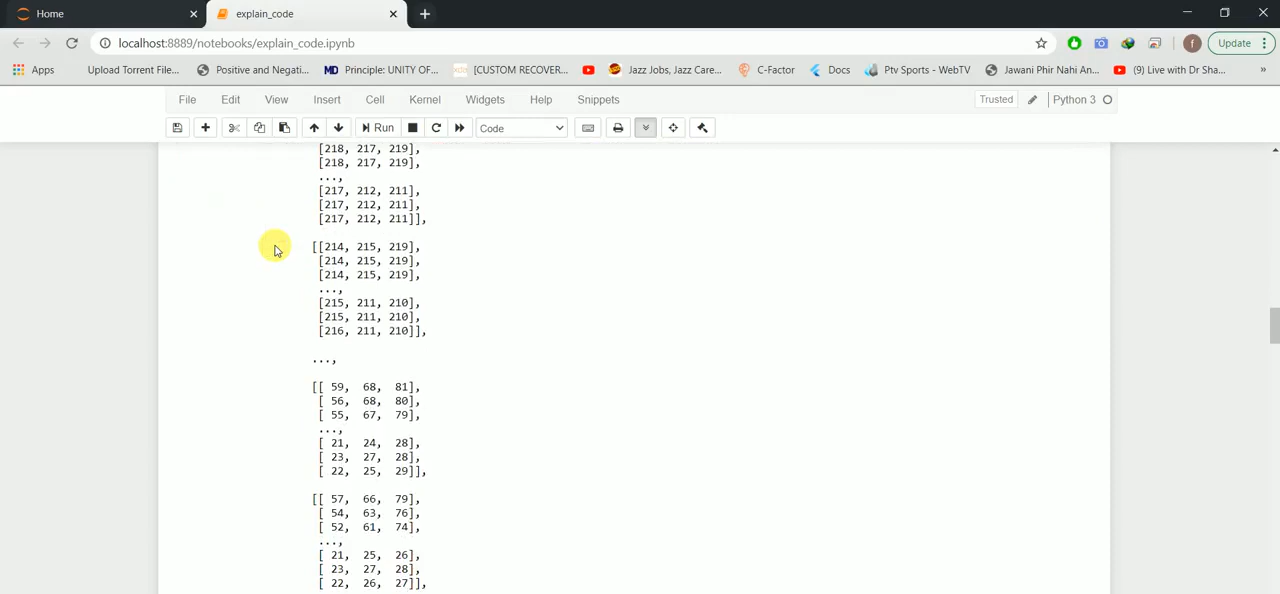 Home
explain_code
localhost:8889/notebooks/explain_code.ipynb
f
Update
Apps
Upload Torrent File...
Positive and Negati...
MD Principle: UNITY OF...
[CUSTOM RECOVER...
Jazz Jobs, Jazz Care...
C-Factor
Docs
Ptv Sports - WebTV
Jawani Phir Nahi An...
(9) Live with Dr Sha...
»
File Edit View Insert Cell Kernel Widgets Help Snippets
Trusted
Python 3
Run
Code
[218, 217, 219],
[218, 217, 219],
...,
[217, 212, 211],
[217, 212, 211],
[217, 212, 211]],
[[214, 215, 219],
[214, 215, 219],
[214, 215, 219],
...,
[215, 211, 210],
[215, 211, 210],
[216, 211, 210]],
...,
[[ 59, 68, 81],
[ 56, 68, 80],
[ 55, 67, 79],
...,
[ 21, 24, 28],
[ 23, 27, 28],
[ 22, 25, 29]],
[[ 57, 66, 79],
[ 54, 63, 76],
[ 52, 61, 74],
...,
[ 21, 25, 26],
[ 23, 27, 28],
[ 22, 26, 27]],